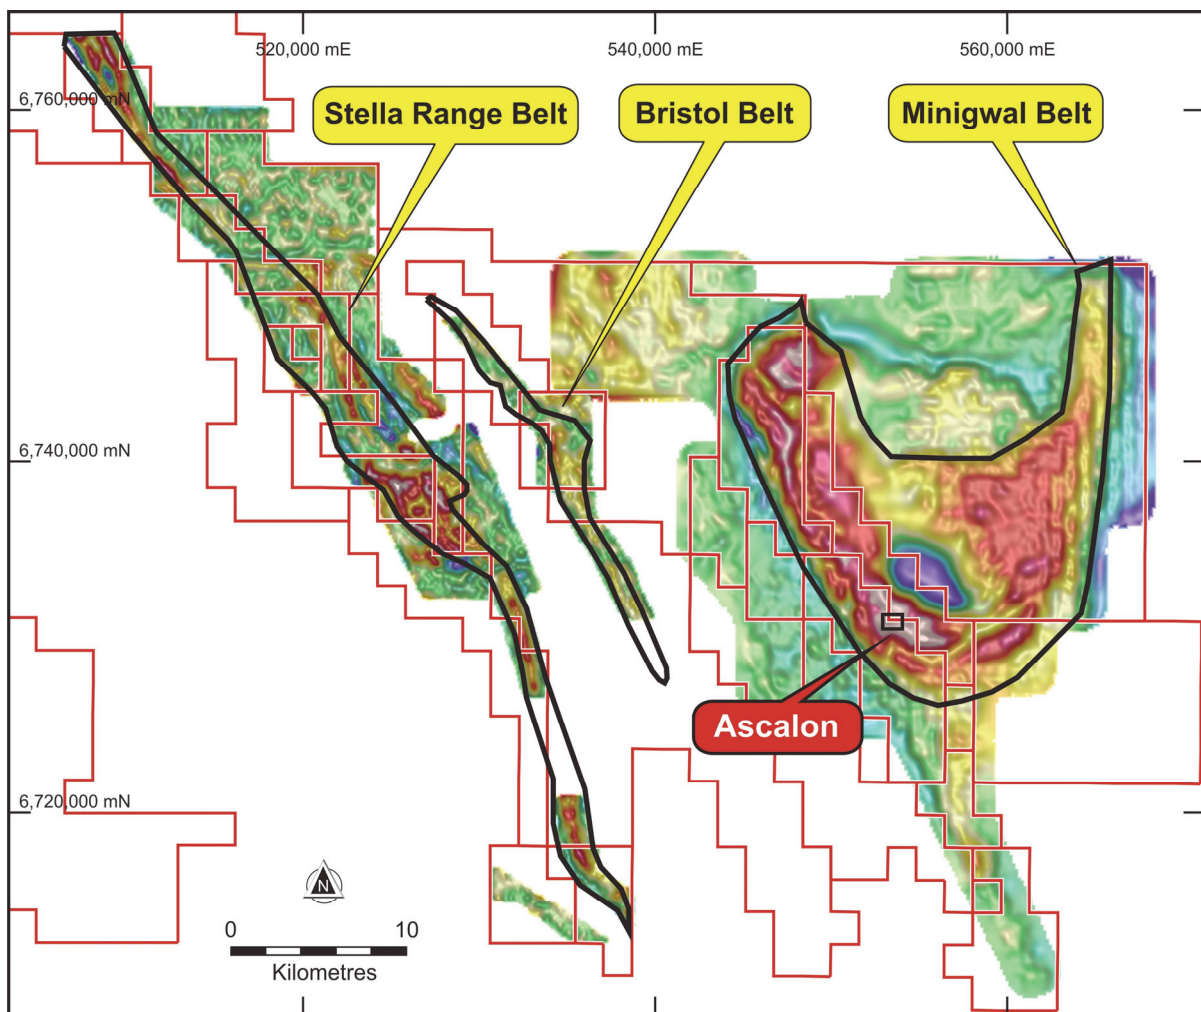 520,000 mE
540,000 mE
560,000 mE
6,760,000 mN
Stella Range Belt
Bristol Belt
Minigwal Belt
6,740,000 mN
Ascalon
6,720,000 mN
N
0 10
Kilometres